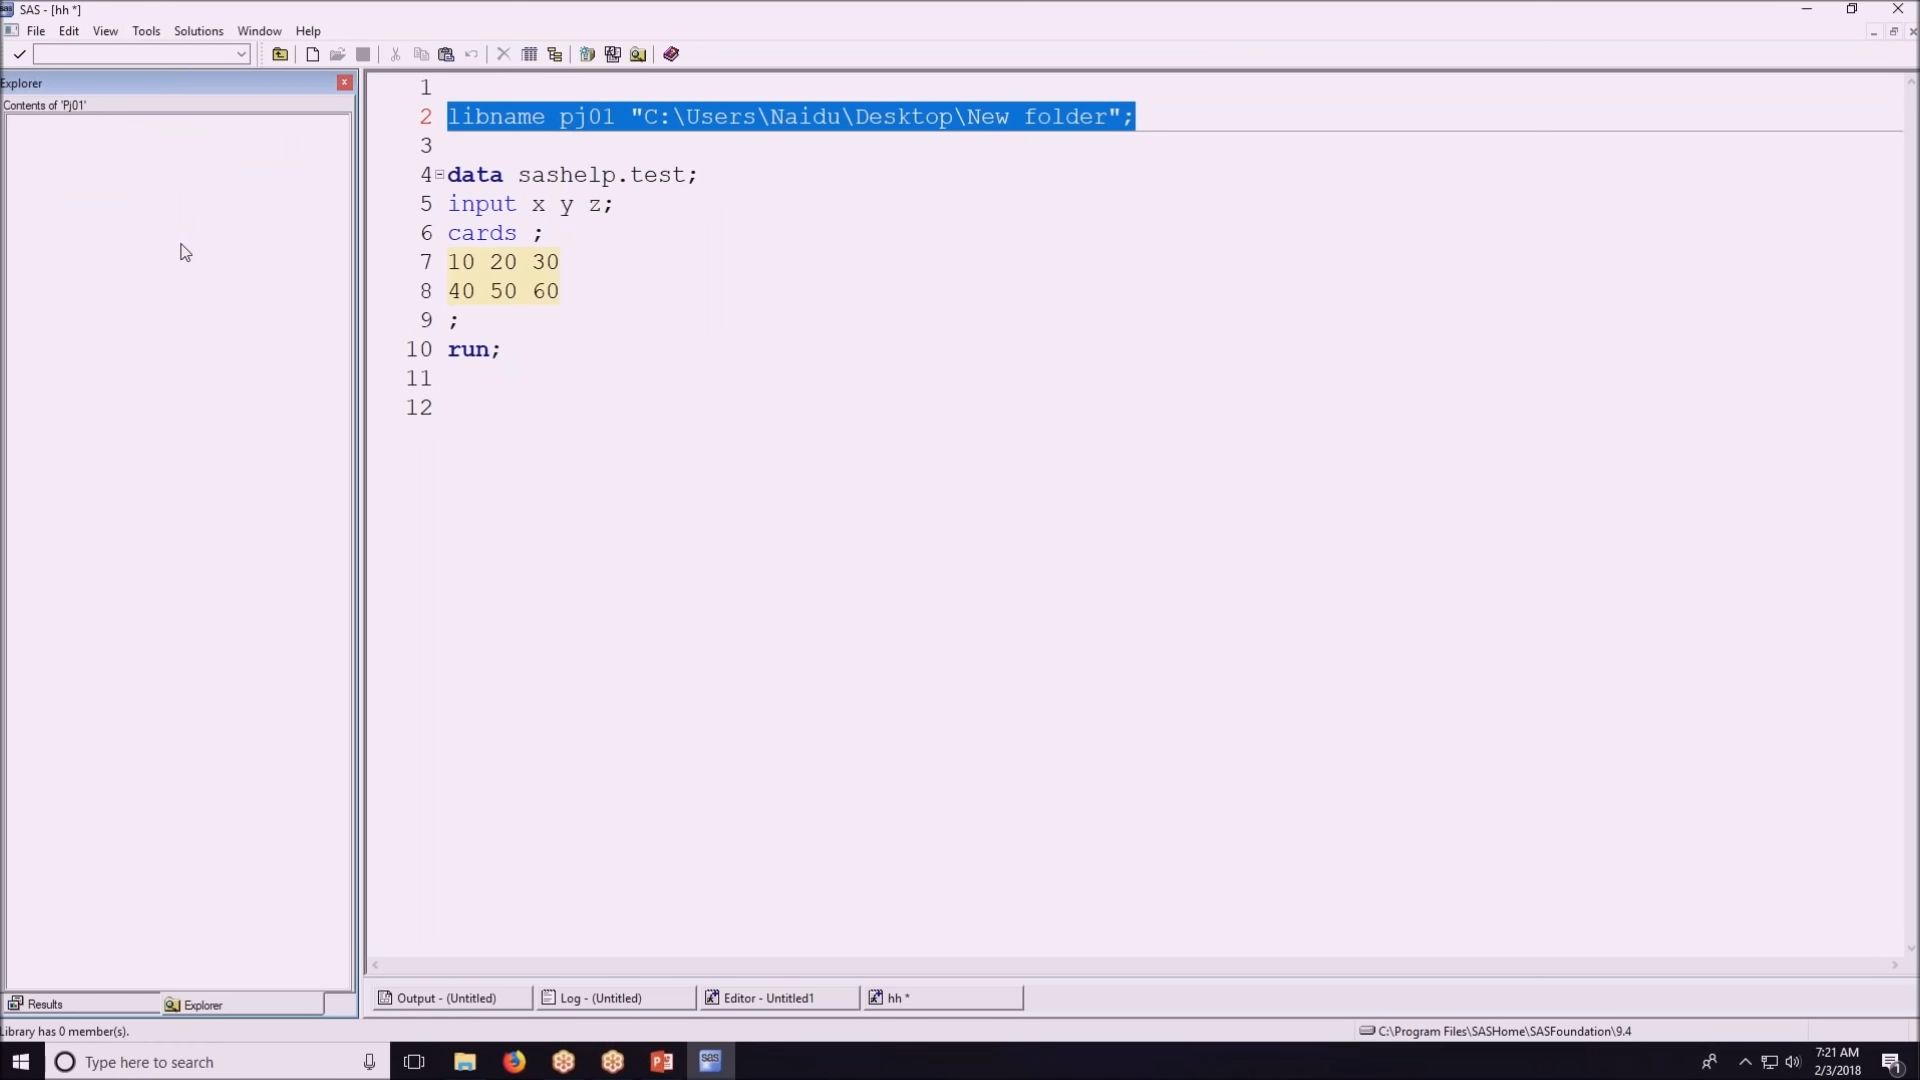 SAS - [hh *]
File Edit View Tools Solutions Window Help
Explorer
Contents of 'Pj01'
1
2 libname pj01 "C:\Users\Naidu\Desktop\New folder";
3
4 data sashelp.test;
5 input x y z;
6 cards ;
7 10 20 30
8 40 50 60
9 ;
10 run;
11
12
Results Explorer
Output - (Untitled) Log - (Untitled) Editor - Untitled1 hh *
Library has 0 member(s).
C:\Program Files\SASHome\SASFoundation\9.4
Type here to search
7:21 AM
2/3/2018